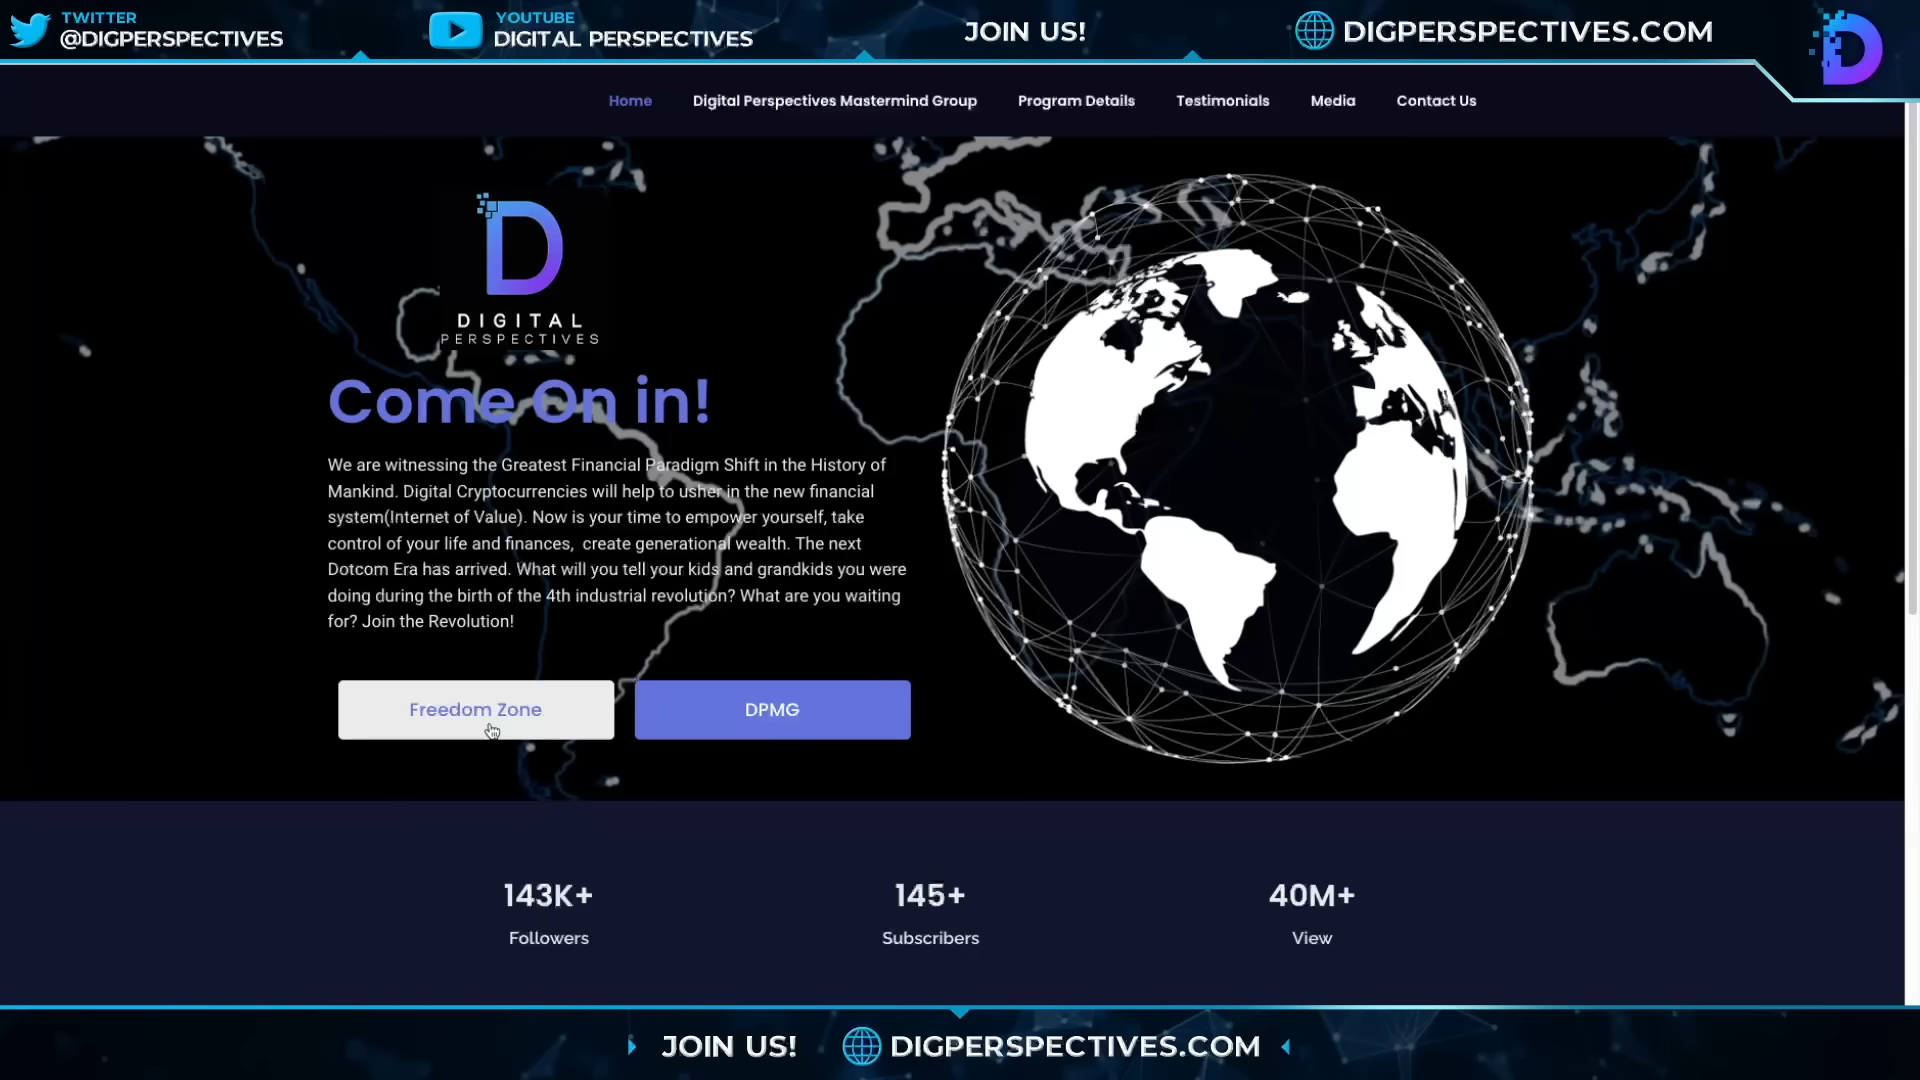 TWITTER
@DIGPERSPECTIVES
YOUTUBE
DIGITAL PERSPECTIVES
JOIN US!
DIGPERSPECTIVES.COM
Home
Digital Perspectives Mastermind Group
Program Details
Testimonials
Media
Contact Us
DIGITAL
PERSPECTIVES
Come On in!
We are witnessing the Greatest Financial Paradigm Shift in the History of
Mankind. Digital Cryptocurrencies will help to usher in the new financial
system(Internet of Value). Now is your time to empower yourself, take
control of your life and finances,  create generational wealth. The next
Dotcom Era has arrived. What will you tell your kids and grandkids you were
doing during the birth of the 4th industrial revolution? What are you waiting
for? Join the Revolution!
Freedom Zone
DPMG
143K+
Followers
145+
Subscribers
40M+
View
JOIN US!
DIGPERSPECTIVES.COM